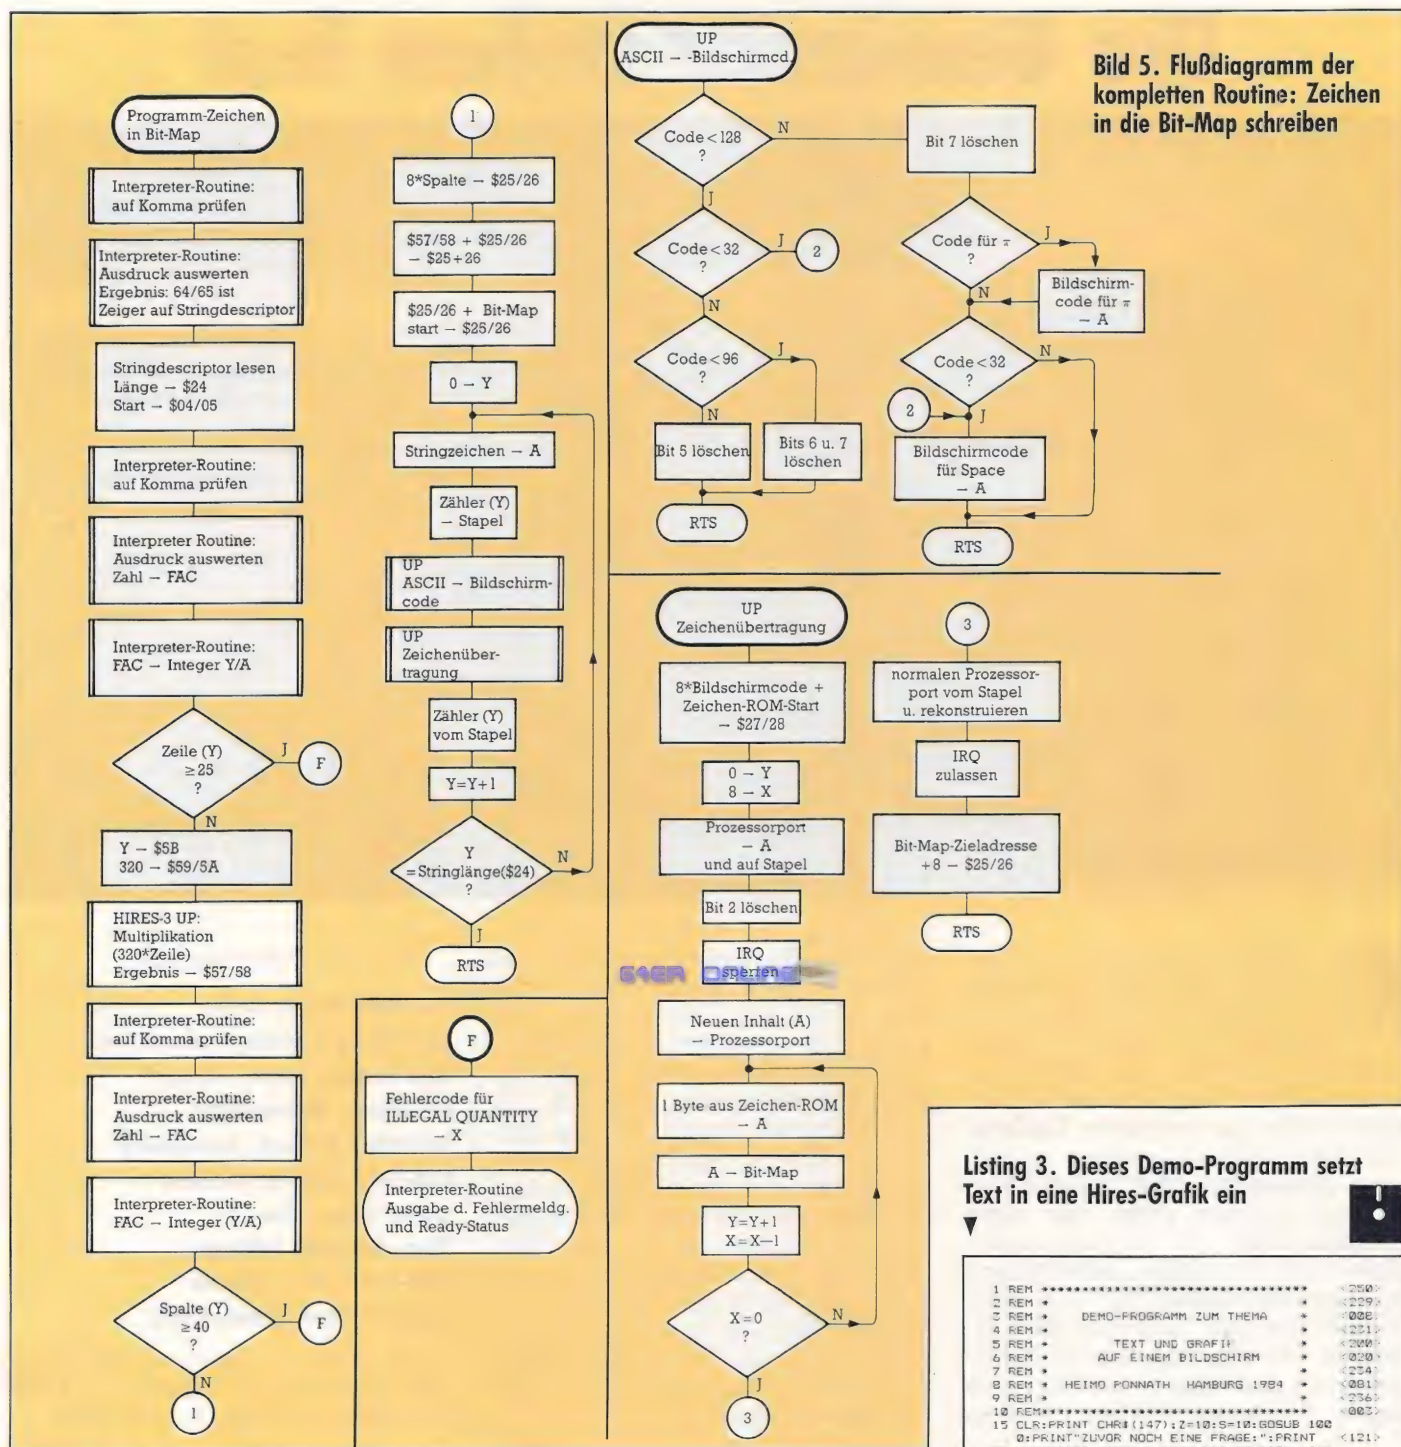 Programm-Zeichen
in Bit-Map
Interpreter-Routine:
auf Komma prüfen
Interpreter-Routine:
Ausdruck auswerten
Ergebnis: 64/65 ist
Zeiger auf Stringdescriptor
Stringdescriptor lesen
Länge – $24
Start – $04/05
Interpreter-Routine:
auf Komma prüfen
Interpreter Routine:
Ausdruck auswerten
Zahl – FAC
Interpreter-Routine:
FAC – Integer Y/A
Zeile (Y)
≥25
?
J
F
N
Y – $5B
320 – $59/5A
HIRES-3 UP:
Multiplikation
(320*Zeile)
Ergebnis – $57/58
Interpreter-Routine:
auf Komma prüfen
Interpreter-Routine:
Ausdruck auswerten
Zahl – FAC
Interpreter-Routine:
FAC – Integer (Y/A)
Spalte (Y)
≥40
?
J
F
N
1
1
8*Spalte – $25/26
$57/58 + $25/26
– $25+26
$25/26 + Bit-Map
start – $25/26
0 – Y
Stringzeichen – A
Zähler (Y)
– Stapel
UP
ASCII – Bildschirm-
code
UP
Zeichenüber-
tragung
Zähler (Y)
vom Stapel
Y=Y+1
Y
=Stringlänge($24)
?
N
J
RTS
F
Fehlercode für
ILLEGAL QUANTITY
– X
Interpreter-Routine
Ausgabe d. Fehlermeldg.
und Ready-Status
UP
ASCII – -Bildschirmcd.
Code<128
?
N
J
Code<32
?
J
2
N
Code<96
?
J
N
Bit 5 löschen
Bits 6 u. 7
löschen
RTS
Bit 7 löschen
Code für π
?
J
N
Bildschirm-
code für π
– A
Code<32
?
N
2
J
Bildschirmcode
für Space
– A
RTS
Bild 5. Flußdiagramm der
kompletten Routine: Zeichen
in die Bit-Map schreiben
UP
Zeichenübertragung
8*Bildschirmcode +
Zeichen-ROM-Start
– $27/28
0 – Y
8 – X
Prozessorport
– A
und auf Stapel
Bit 2 löschen
IRQ
sperren
64ER ONLINE
Neuen Inhalt (A)
– Prozessorport
1 Byte aus Zeichen-ROM
– A
A – Bit-Map
Y=Y+1
X=X–1
X=0
?
N
J
3
3
normalen Prozessor-
port vom Stapel
u. rekonstruieren
IRQ
zulassen
Bit-Map-Zieladresse
+8 – $25/26
RTS
Listing 3. Dieses Demo-Programm setzt
Text in eine Hires-Grafik ein
1 REM ********************************** <250>
2 REM * * <229>
3 REM * DEMO-PROGRAMM ZUM THEMA * <008>
4 REM * * <231>
5 REM * TEXT UND GRAFIK * <200>
6 REM * AUF EINEM BILDSCHIRM * <020>
7 REM * * <234>
8 REM * HEIMO PONNATH HAMBURG 1984 * <081>
9 REM * * <236>
10 REM********************************** <003>
15 CLR:PRINT CHR$(147):Z=10:S=10:GOSUB 100
0:PRINT"ZUVOR NOCH EINE FRAGE:":PRINT <121>